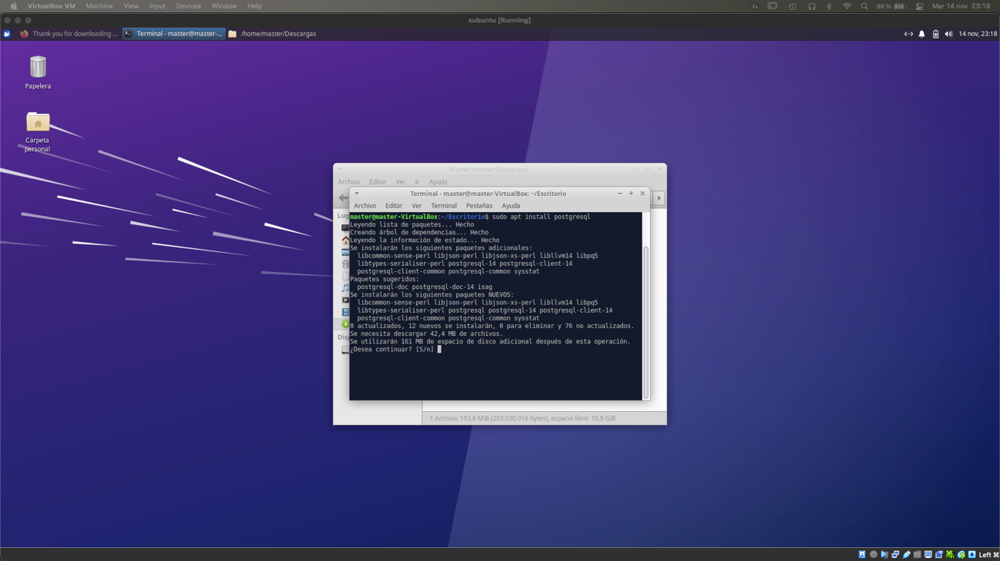 VirtualBox VM Machine View Input Devices Window Help
89 % Mar 14 nov 23:18
xubuntu [Running]
Thank you for downloading ...
Terminal - master@master-...
/home/master/Descargas
14 nov, 23:18
Papelera
Carpeta
personal
/home/master/Descargas
Archivo Editar Ver Ir Ayuda
Terminal - master@master-VirtualBox: ~/Escritorio
Archivo Editar Ver Terminal Pestañas Ayuda
master@master-VirtualBox:~/Escritorio$ sudo apt install postgresql
Leyendo lista de paquetes... Hecho
Creando árbol de dependencias... Hecho
Leyendo la información de estado... Hecho
Se instalarán los siguientes paquetes adicionales:
libcommon-sense-perl libjson-perl libjson-xs-perl libllvm14 libpq5
libtypes-serialiser-perl postgresql-14 postgresql-client-14
postgresql-client-common postgresql-common sysstat
Paquetes sugeridos:
postgresql-doc postgresql-doc-14 isag
Se instalarán los siguientes paquetes NUEVOS:
libcommon-sense-perl libjson-perl libjson-xs-perl libllvm14 libpq5
libtypes-serialiser-perl postgresql postgresql-14 postgresql-client-14
postgresql-client-common postgresql-common sysstat
0 actualizados, 12 nuevos se instalarán, 0 para eliminar y 76 no actualizados.
Se necesita descargar 42,4 MB de archivos.
Se utilizarán 161 MB de espacio de disco adicional después de esta operación.
¿Desea continuar? [S/n]
1 Archivo: 193,6 MiB (203.030.016 bytes), espacio libre: 10,9 GiB
Left ⌘